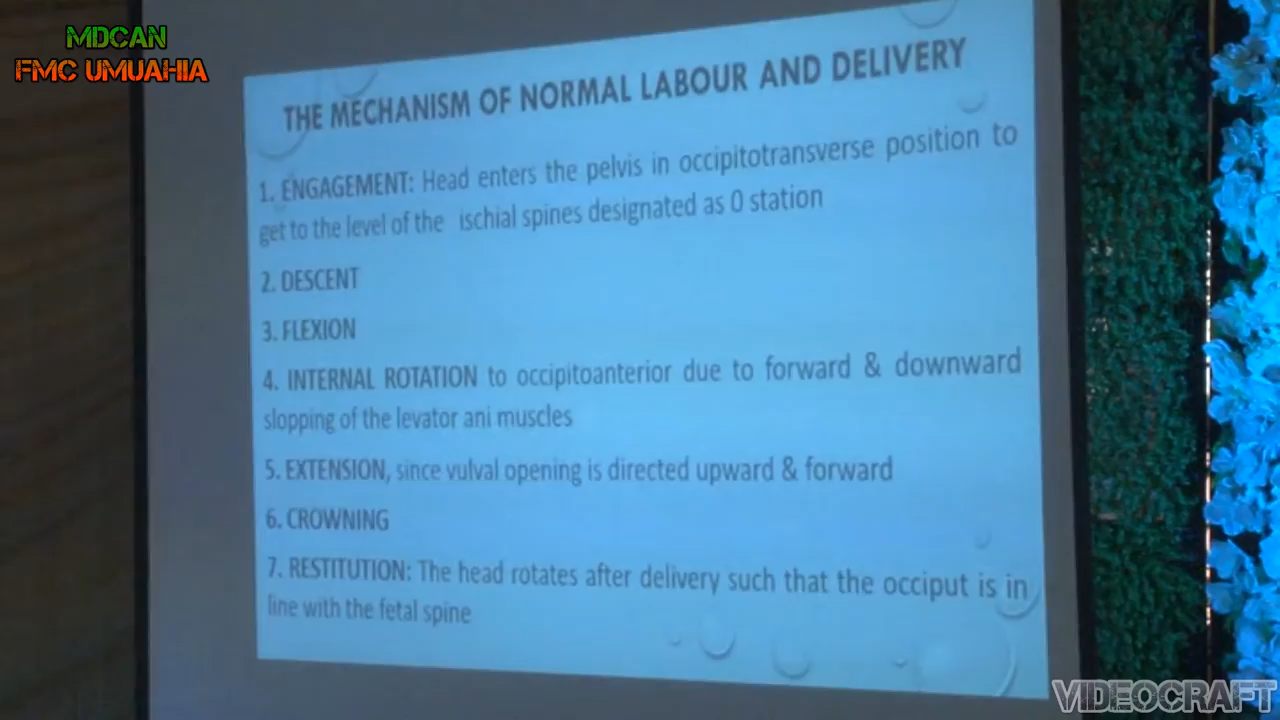 MDCAN
FMC UMUAHIA
THE MECHANISM OF NORMAL LABOUR AND DELIVERY
1. ENGAGEMENT: Head enters the pelvis in occipitotransverse position to
get to the level of the ischial spines designated as 0 station
2. DESCENT
3. FLEXION
4. INTERNAL ROTATION to occipitoanterior due to forward & downward
slopping of the levator ani muscles
5. EXTENSION, since vulval opening is directed upward & forward
6. CROWNING
7. RESTITUTION: The head rotates after delivery such that the occiput is in
line with the fetal spine
VIDEOCRAFT